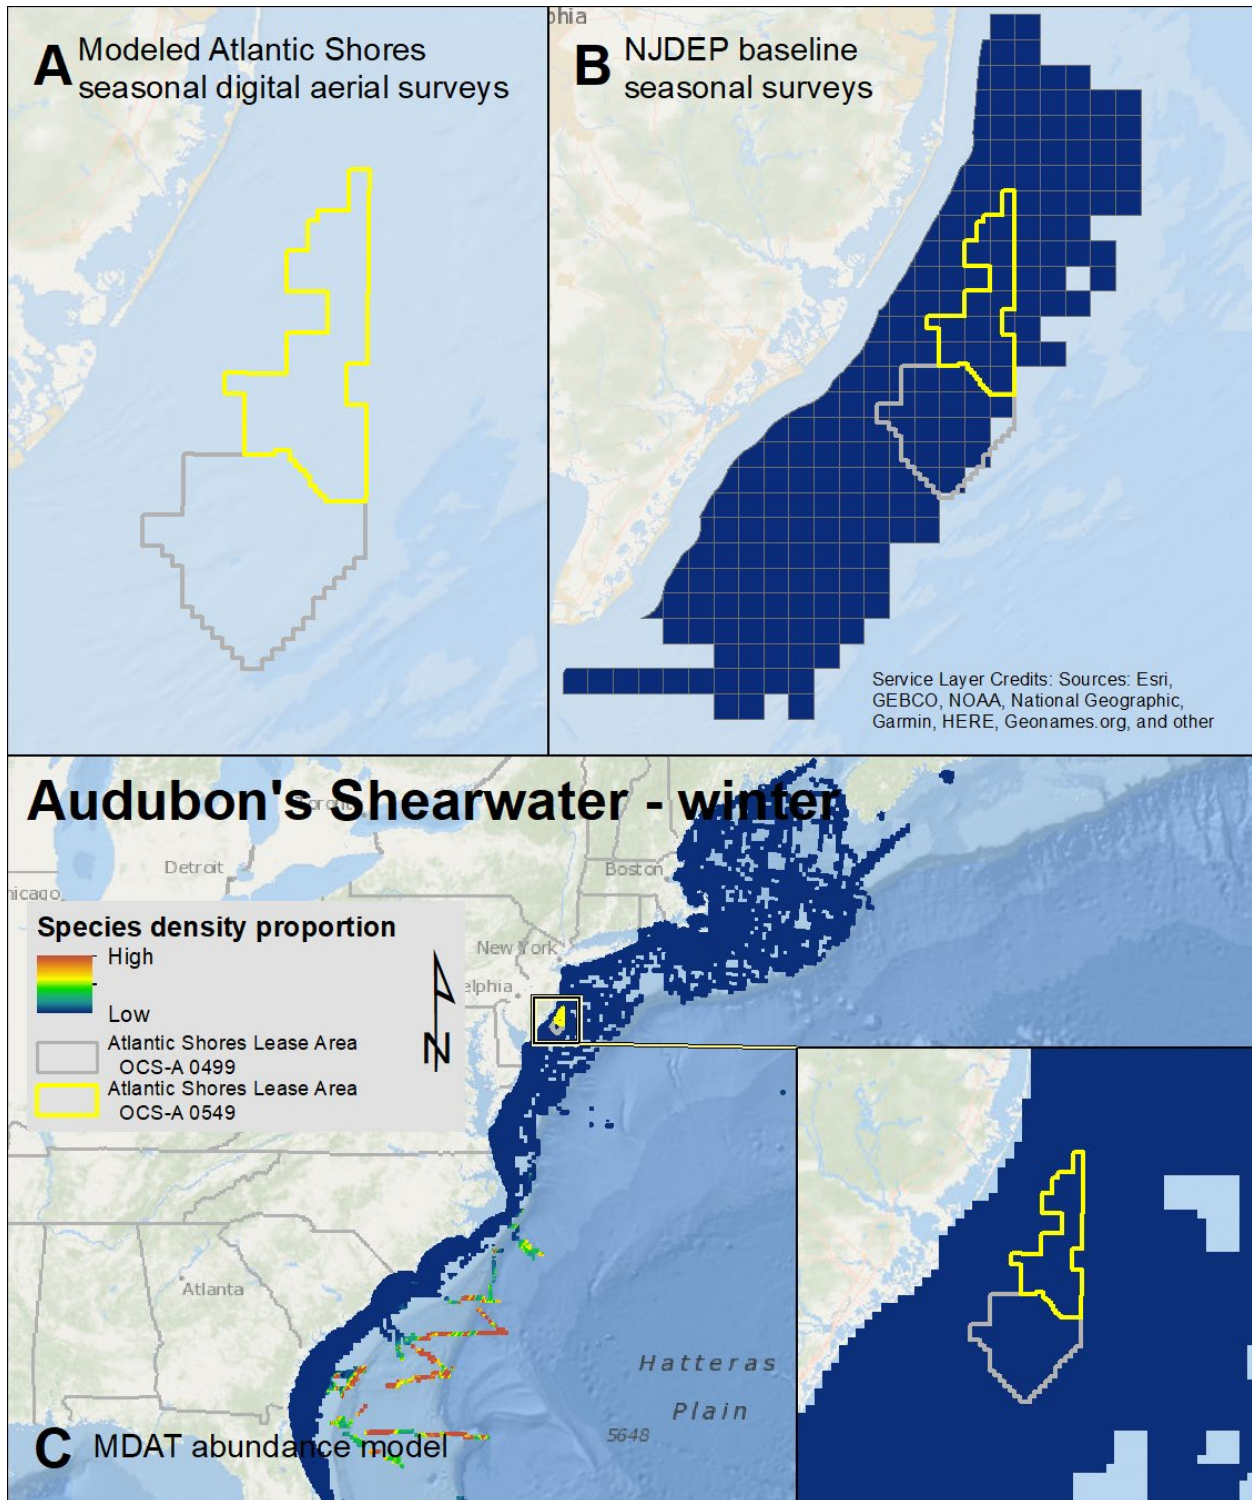 A Modeled Atlantic Shores
seasonal digital aerial surveys
phia
B NJDEP baseline
seasonal surveys
Service Layer Credits: Sources: Esri,
GEBCO, NOAA, National Geographic,
Garmin, HERE, Geonames.org, and other
Audubon's Shearwater - winter
Detroit
Boston
hicago
Species density proportion
High
Low
New York
elphia
Atlantic Shores Lease Area
OCS-A 0499
Atlantic Shores Lease Area
OCS-A 0549
N
Atlanta
Hatteras
Plain
5648
C MDAT abundance model